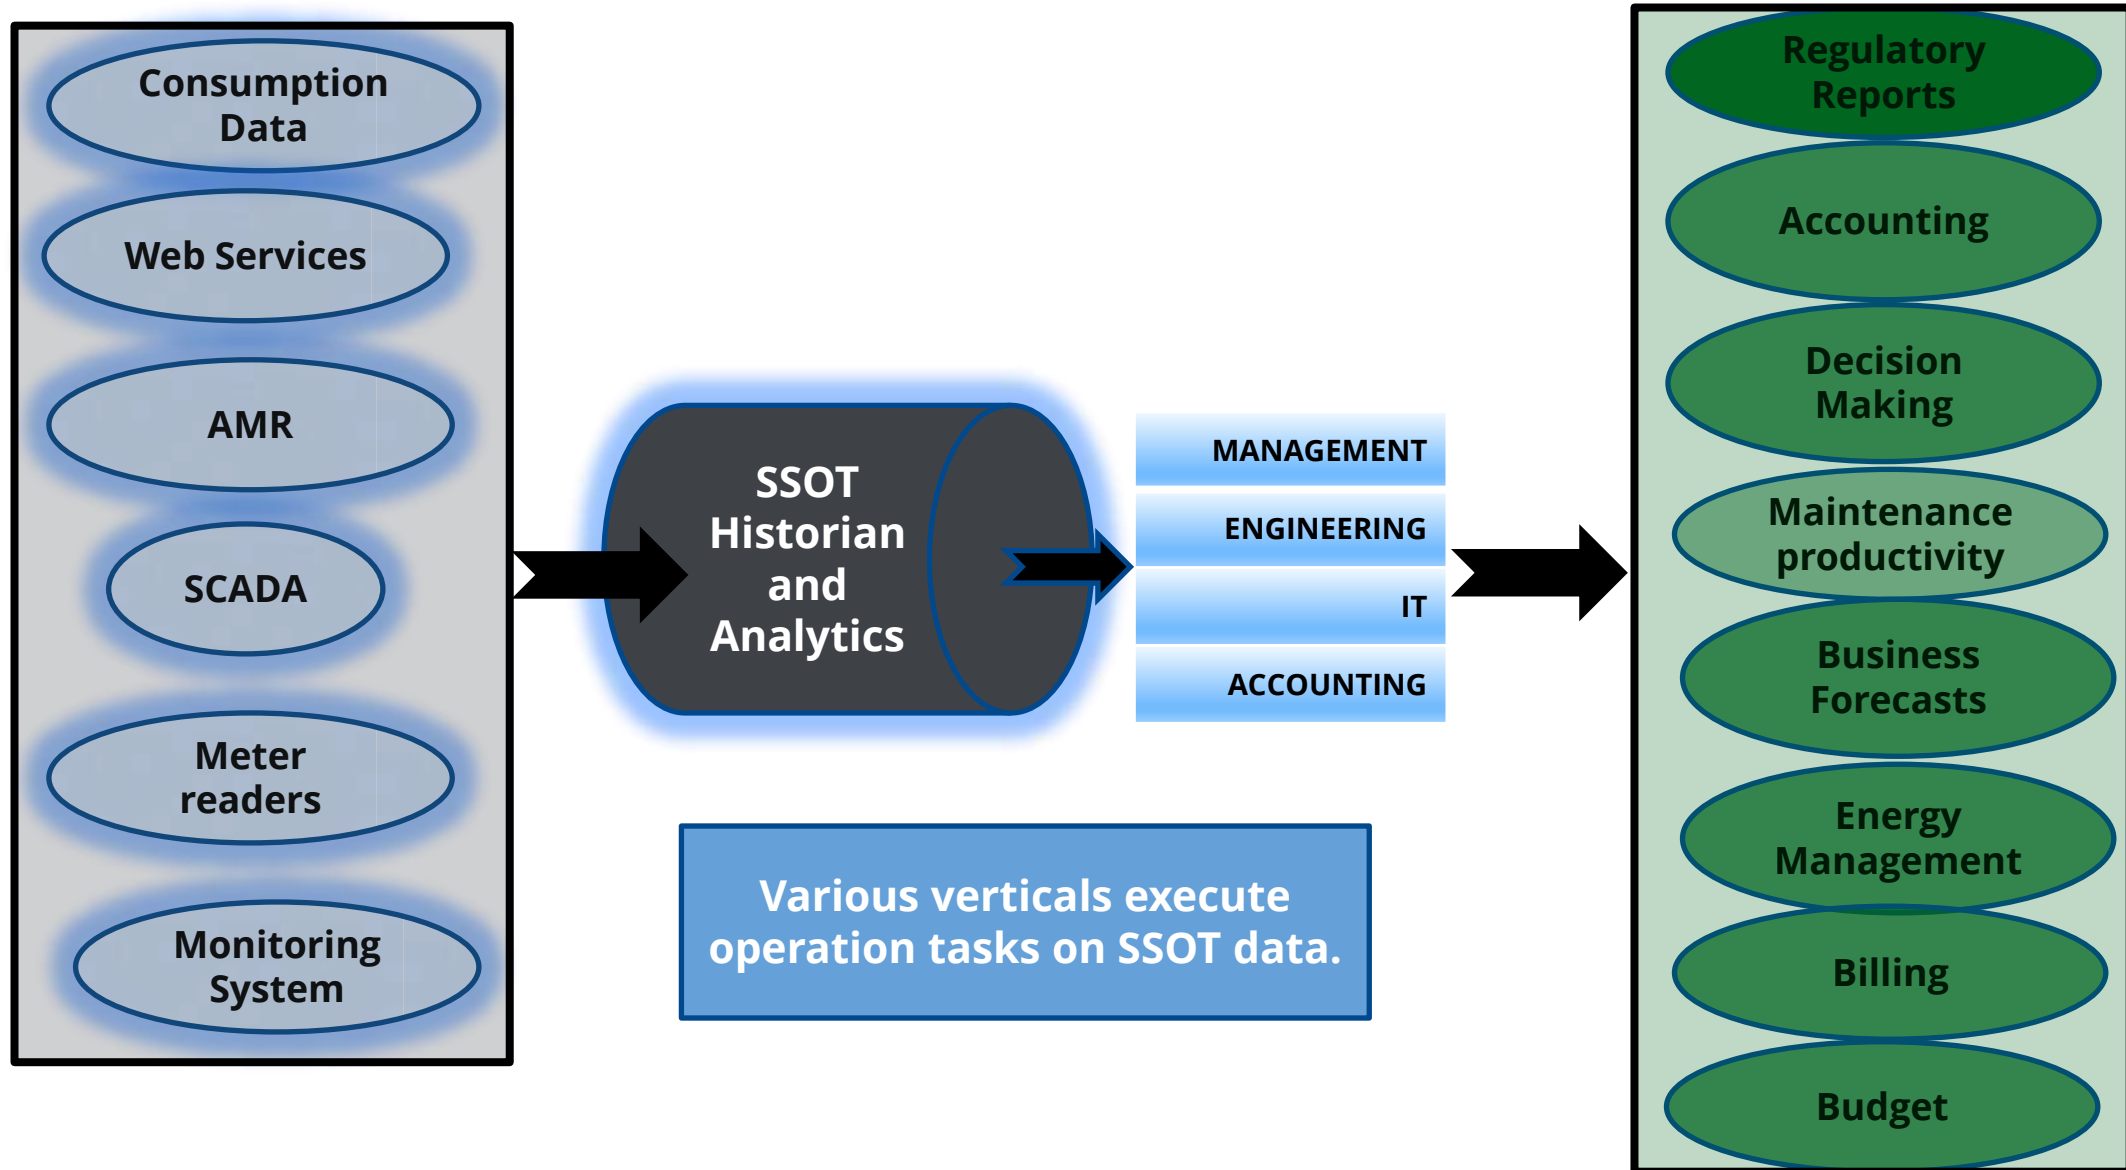 Consumption
Data
Web Services
AMR
SCADA
Meter
readers
Monitoring
System
SSOT
Historian
and
Analytics
MANAGEMENT
ENGINEERING
IT
ACCOUNTING
Various verticals execute
operation tasks on SSOT data.
Regulatory
Reports
Accounting
Decision
Making
Maintenance
productivity
Business
Forecasts
Energy
Management
Billing
Budget